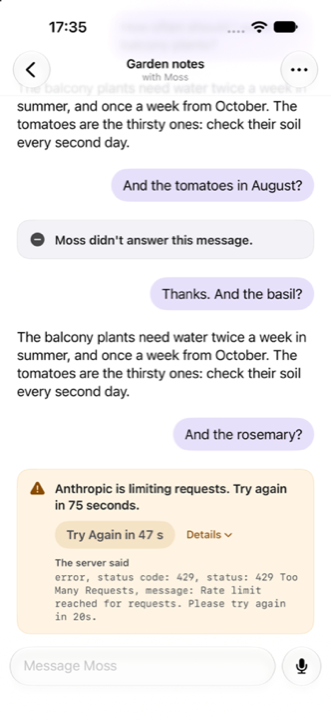 17:35
Garden notes
with Moss
The balcony plants need water twice a week in
summer, and once a week from October. The
tomatoes are the thirsty ones: check their soil
every second day.
And the tomatoes in August?
Moss didn't answer this message.
Thanks. And the basil?
The balcony plants need water twice a week in
summer, and once a week from October. The
tomatoes are the thirsty ones: check their soil
every second day.
And the rosemary?
Anthropic is limiting requests. Try again
in 75 seconds.
Try Again in 47 s
Details
The server said
error, status code: 429, status: 429 Too
Many Requests, message: Rate limit
reached for requests. Please try again
in 20s.
Message Moss